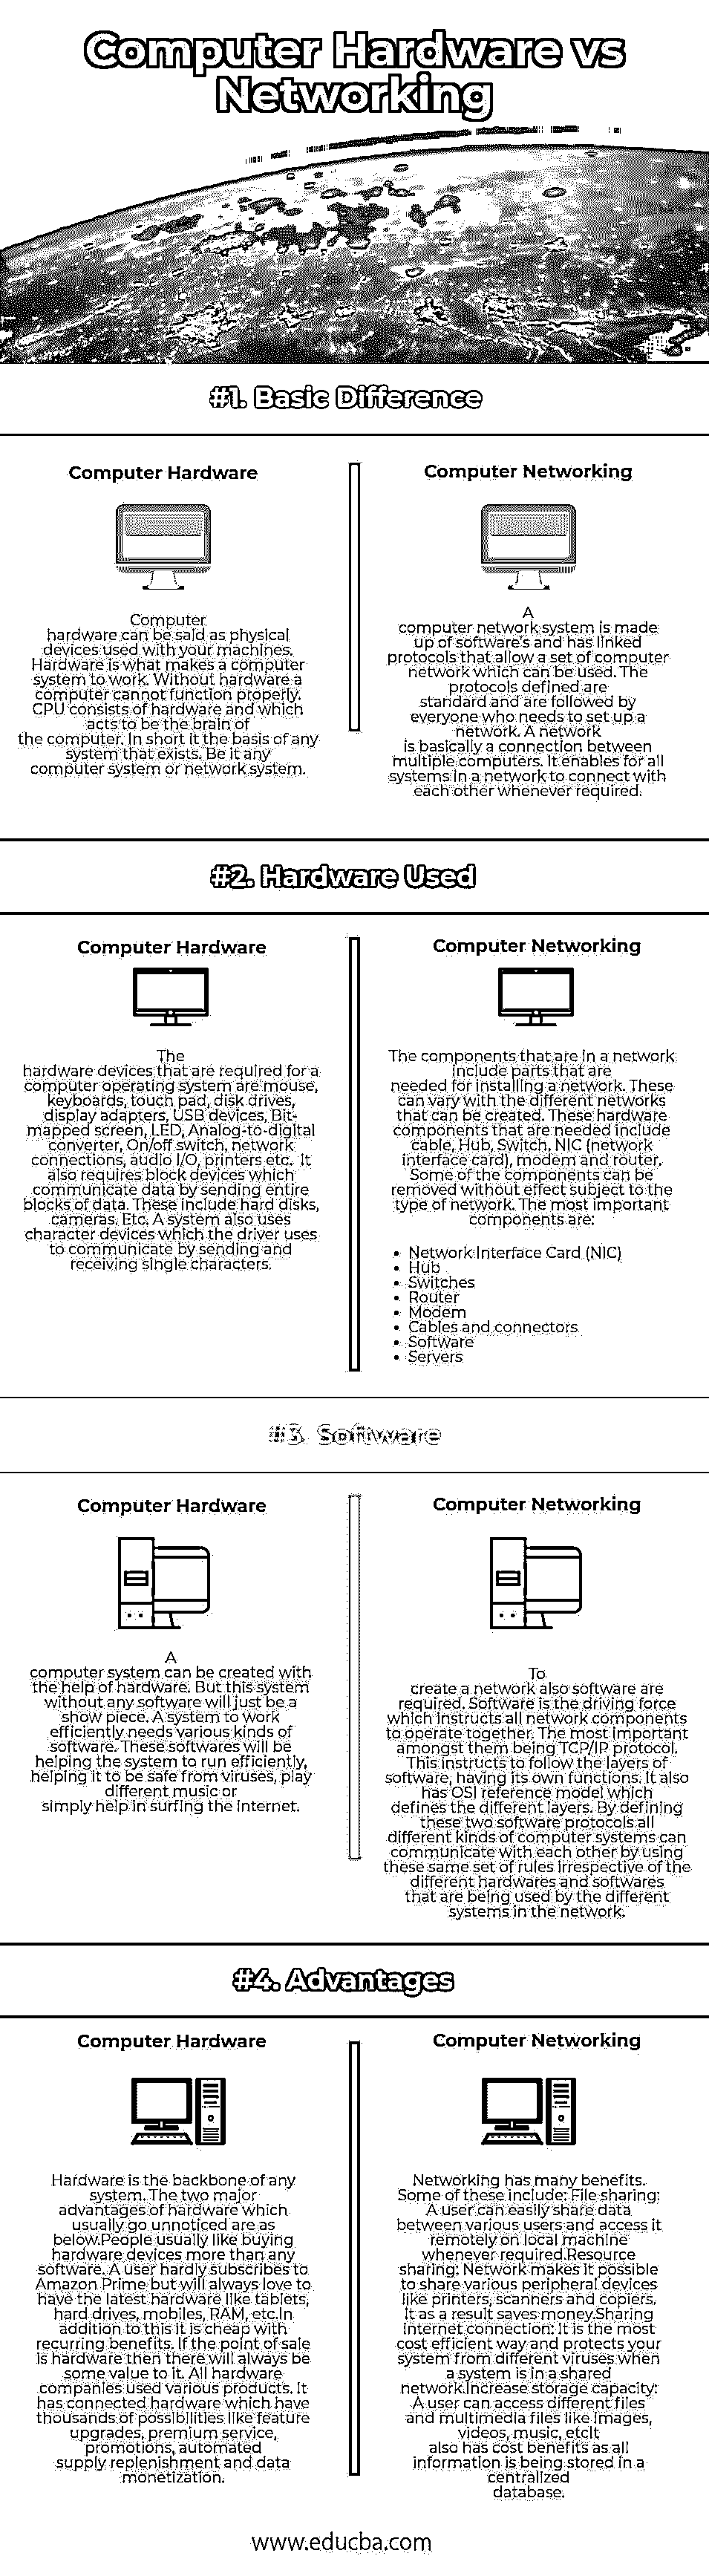 Computer Hardware vs
Networking
#1. Basic Difference
Computer Hardware
Computer
hardware can be said as physical
devices used with your machines.
Hardware is what makes a computer
system to work. Without hardware a
computer cannot function properly.
CPU consists of hardware and which
acts to be the brain of
the computer. In short it the basis of any
system that exists. Be it any
computer system or network system.
Computer Networking
A
computer network system is made
up of software's and has linked
protocols that allow a set of computer
network which can be used. The
protocols defined are
standard and are followed by
everyone who needs to set up a
network. A network
is basically a connection between
multiple computers. It enables for all
systems in a network to connect with
each other whenever required.
#2. Hardware Used
Computer Hardware
The
hardware devices that are required for a
computer operating system are mouse,
keyboards, touch pad, disk drives,
display adapters, USB devices, Bit-
mapped screen, LED, Analog-to-digital
converter, On/off switch, network
connections, audio I/O, printers etc. It
also requires block devices which
communicate data by sending entire
blocks of data. These include hard disks,
cameras. Etc. A system also uses
character devices which the driver uses
to communicate by sending and
receiving single characters.
Computer Networking
The components that are in a network
include parts that are
needed for installing a network. These
can vary with the different networks
that can be created. These hardware
components that are needed include
cable, Hub, Switch, NIC (network
interface card), modem and router.
Some of the components can be
removed without effect subject to the
type of network. The most important
components are:
• Network Interface Card (NIC)
• Hub
• Switches
• Router
• Modem
• Cables and connectors
• Software
• Servers
#3. Software
Computer Hardware
A
computer system can be created with
the help of hardware. But this system
without any software will just be a
show piece. A system to work
efficiently needs various kinds of
software. These softwares will be
helping the system to run efficiently,
helping it to be safe from viruses, play
different music or
simply help in surfing the Internet.
Computer Networking
To
create a network also software are
required. Software is the driving force
which instructs all network components
to operate together. The most important
amongst them being TCP/IP protocol.
This instructs to follow the layers of
software, having its own functions. It also
has OSI reference model which
defines the different layers. By defining
these two software protocols all
different kinds of computer systems can
communicate with each other by using
these same set of rules irrespective of the
different hardwares and softwares
that are being used by the different
systems in the network.
#4. Advantages
Computer Hardware
Hardware is the backbone of any
system. The two major
advantages of hardware which
usually go unnoticed are as
below.People usually like buying
hardware devices more than any
software. A user hardly subscribes to
Amazon Prime but will always love to
have the latest hardware like tablets,
hard drives, mobiles, RAM, etc.In
addition to this it is cheap with
recurring benefits. If the point of sale
is hardware then there will always be
some value to it. All hardware
companies used various products. It
has connected hardware which have
thousands of possibilities like feature
upgrades, premium service,
promotions, automated
supply replenishment and data
monetization.
Computer Networking
Networking has many benefits.
Some of these include: File sharing:
A user can easily share data
between various users and access it
remotely on local machine
whenever required.Resource
sharing: Network makes it possible
to share various peripheral devices
like printers, scanners and copiers.
It as a result saves money.Sharing
Internet connection: It is the most
cost efficient way and protects your
system from different viruses when
a system is in a shared
network.Increase storage capacity:
A user can access different files
and multimedia files like images,
videos, music, etcIt
also has cost benefits as all
information is being stored in a
centralized
database.
www.educba.com